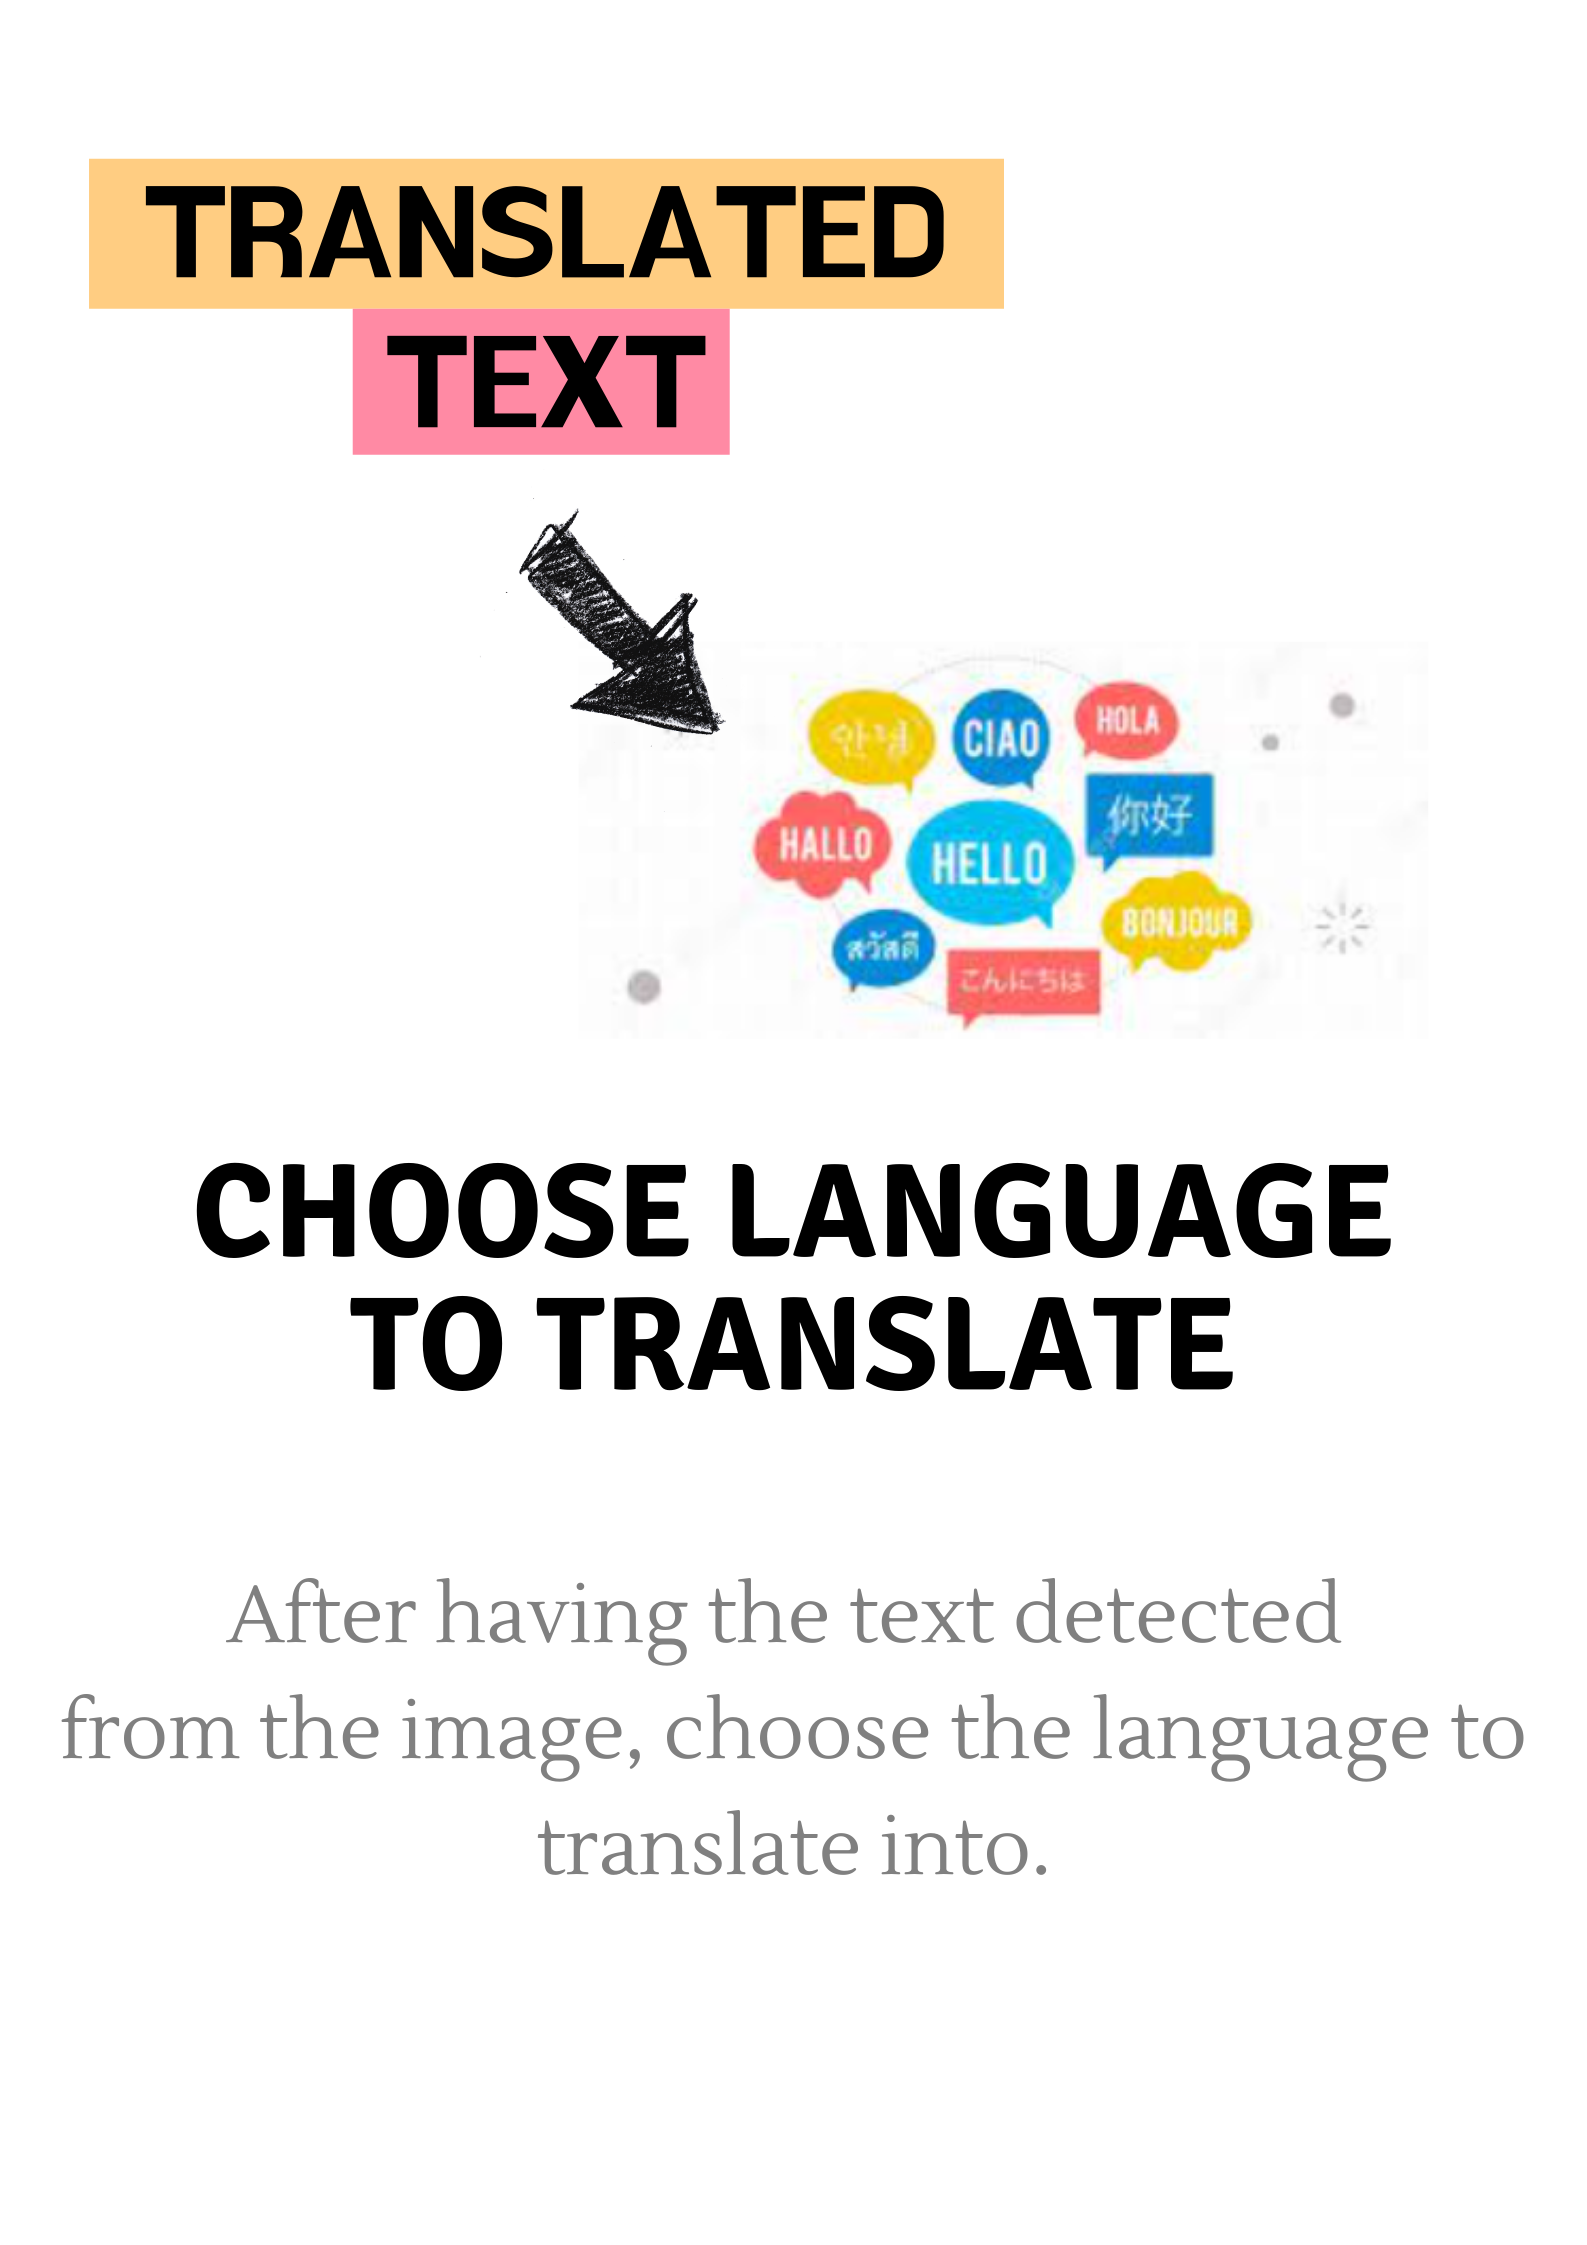 TRANSLATED
TEXT
안녕
CIAO
HOLA
HALLO
HELLO
你好
BONJOUR
สวัสดี
こんにちは
CHOOSE LANGUAGE
TO TRANSLATE
After having the text detected
from the image, choose the language to
translate into.